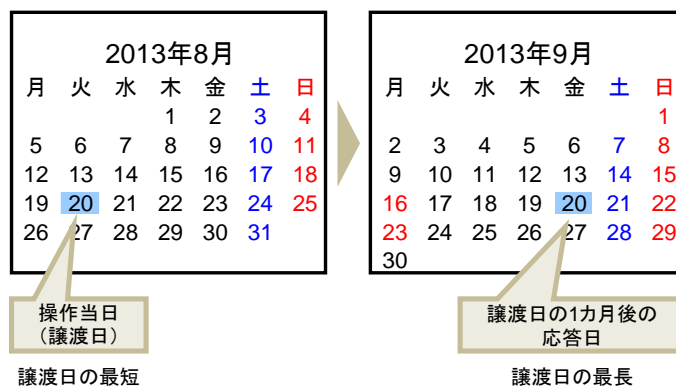 2013年8月
月 火 水 木 金 土 日
1 2 3 4
5 6 7 8 9 10 11
12 13 14 15 16 17 18
19 20 21 22 23 24 25
26 27 28 29 30 31
操作当日
（譲渡日）
譲渡日の最短
2013年9月
月 火 水 木 金 土 日
1
2 3 4 5 6 7 8
9 10 11 12 13 14 15
16 17 18 19 20 21 22
23 24 25 26 27 28 29
30
譲渡日の1カ月後の
応答日
譲渡日の最長